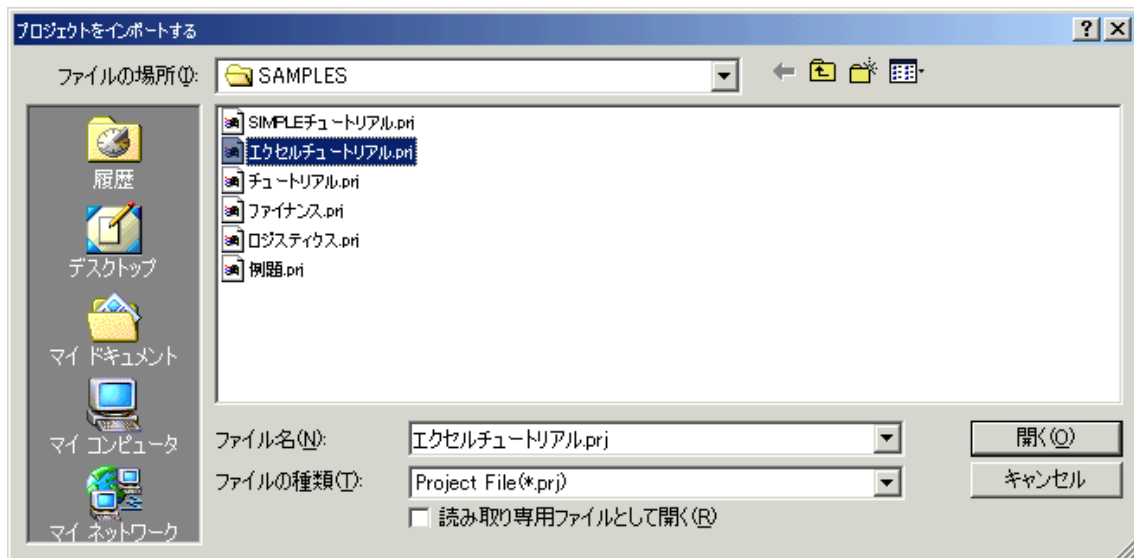 プロジェクトをインポートする
ファイルの場所(I): SAMPLES
履歴
デスクトップ
マイ ドキュメント
マイ コンピュータ
マイ ネットワーク
SIMPLEチュートリアル.prj
エクセルチュートリアル.prj
チュートリアル.prj
ファイナンス.prj
ロジスティクス.prj
例題.prj
ファイル名(N): エクセルチュートリアル.prj 開く(O)
ファイルの種類(T): Project File(*.prj) キャンセル
読み取り専用ファイルとして開く(R)